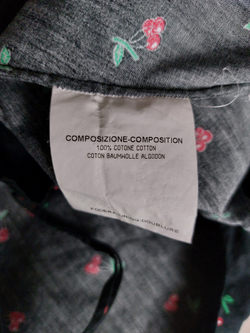 COMPOSIZIONE-COMPOSITION
100% COTONE COTTON
COTON BAUMWOLLE ALGODON